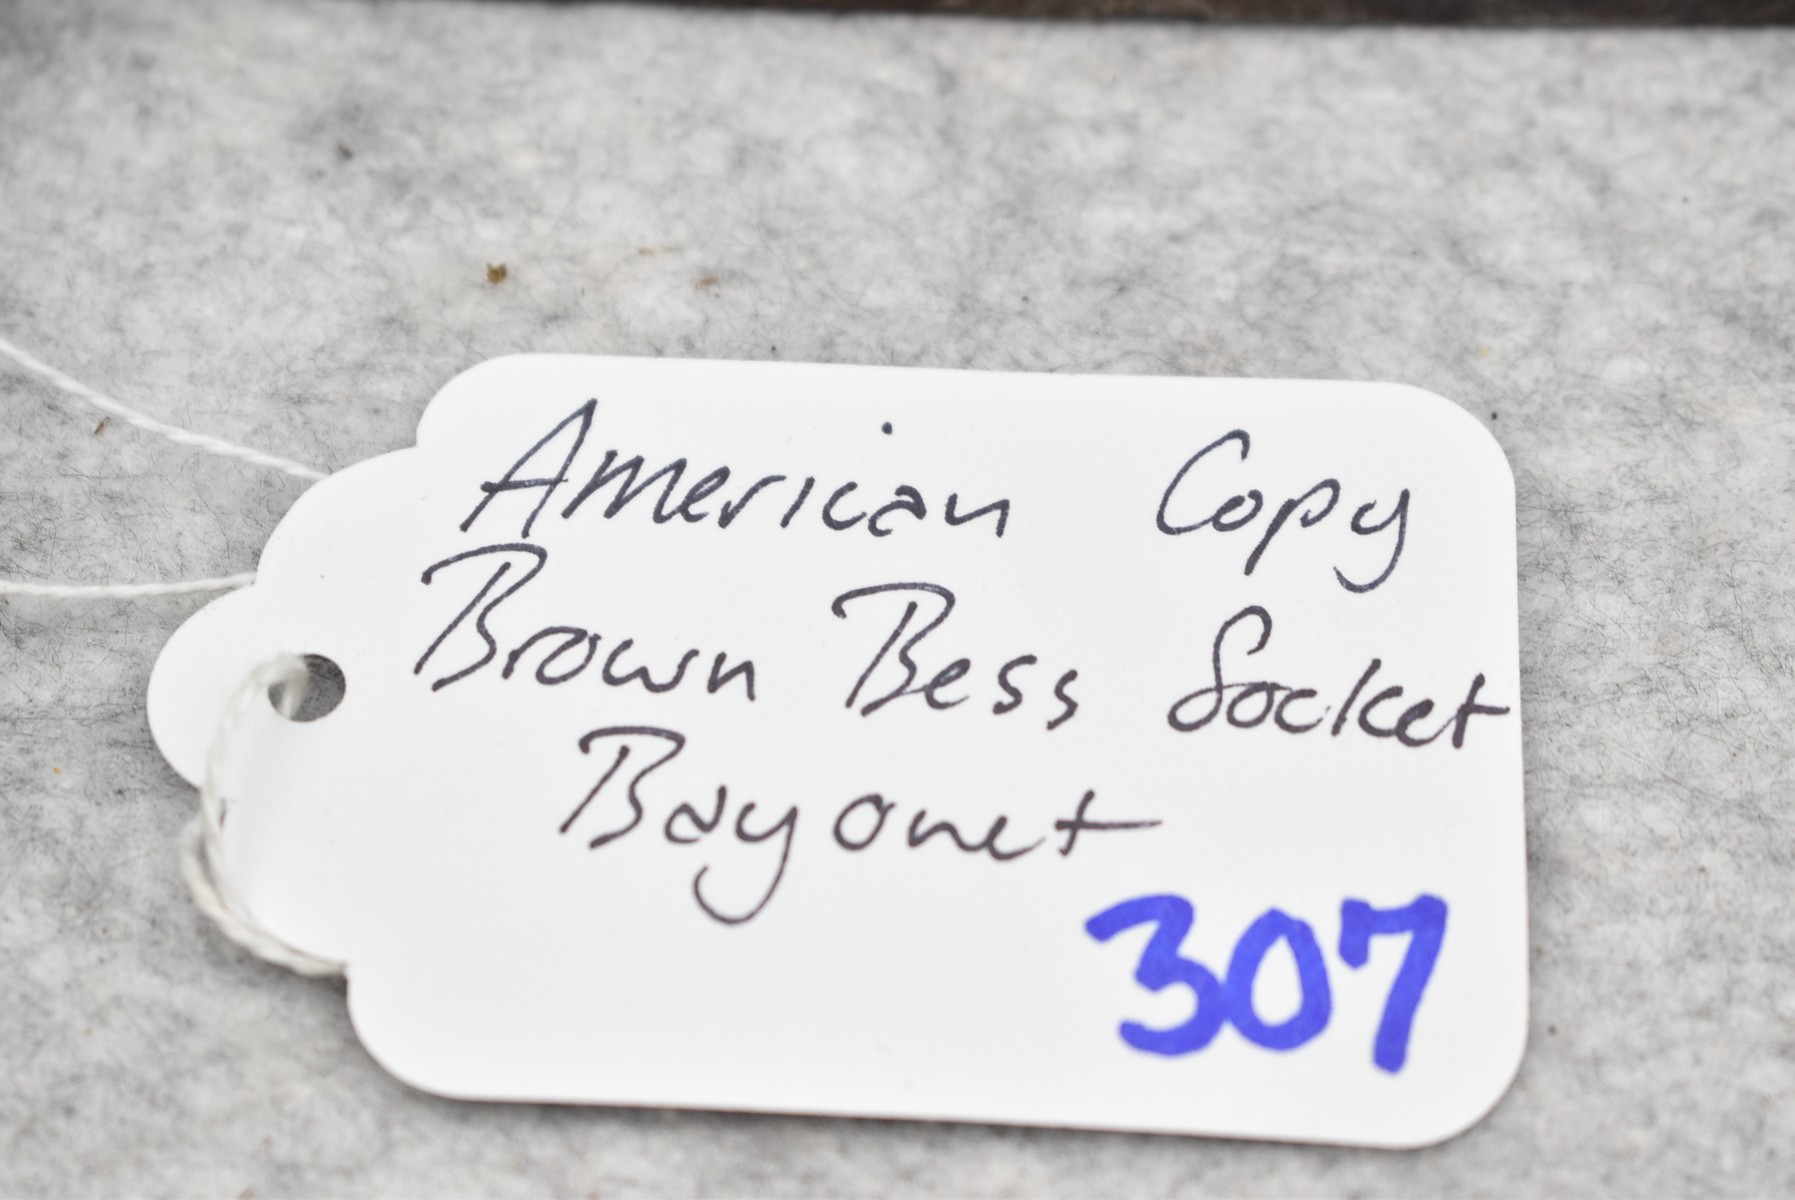 American Copy
Brown Bess Socket
Bayonet
307